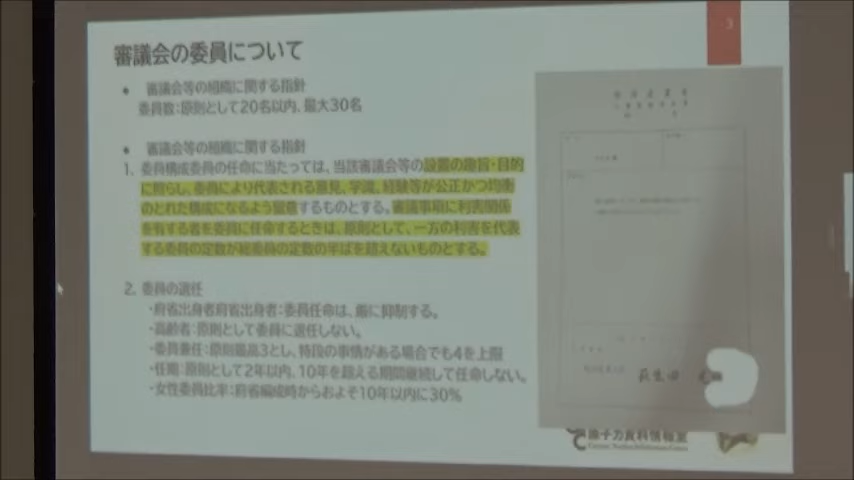 3
審議会の委員について
• 審議会等の組織に関する指針
委員数：原則として20名以内、最大30名
• 審議会等の組織に関する指針
1. 委員構成委員の任命に当たっては、当該審議会等の設置の趣旨・目的
に照らし、委員により代表される意見、学識、経験等が公正かつ均衡
のとれた構成になるよう留意するものとする。審議事項に利害関係
を有する者を委員に任命するときは、原則として、一方の利害を代表
する委員の定数が総委員の定数の半ばを超えないものとする。
2. 委員の選任
・府省出身者府省出身者：委員任命は、厳に抑制する。
・高齢者：原則として委員に選任しない。
・委員兼任：原則最高3とし、特段の事情がある場合でも4を上限
・任期：原則として2年以内、10年を超える期間継続して任命しない。
・女性委員比率：府省編成時からおよそ10年以内に30％
萩生田 光
原子力資料情報室
Citizens' Nuclear Information Center